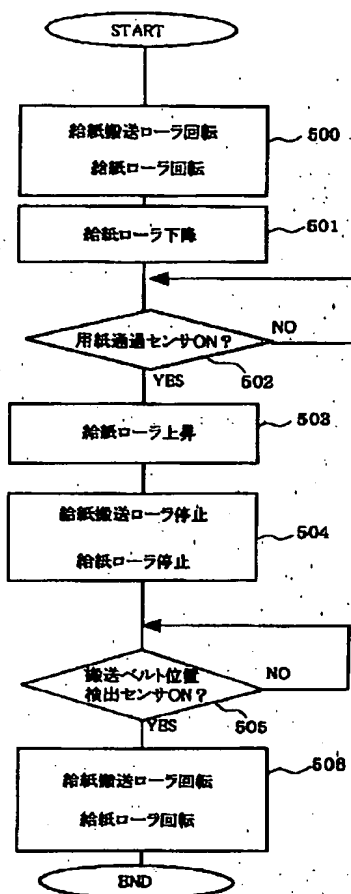 START
給紙搬送ローラ回転
給紙ローラ回転
500
給紙ローラ下降
501
用紙通過センサON?
NO
502
YES
給紙ローラ上昇
503
給紙搬送ローラ停止
給紙ローラ停止
504
搬送ベルト位置
検出センサON?
NO
505
YES
給紙搬送ローラ回転
給紙ローラ回転
506
END